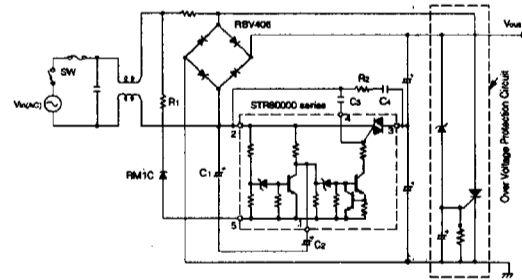 RBV406
VOUT
SW
VIN(AC)
R1
R2
C3
C4
STR80000 series
2
4
3
RM1C
C1
5
1
C2
Over Voltage Protection Circuit